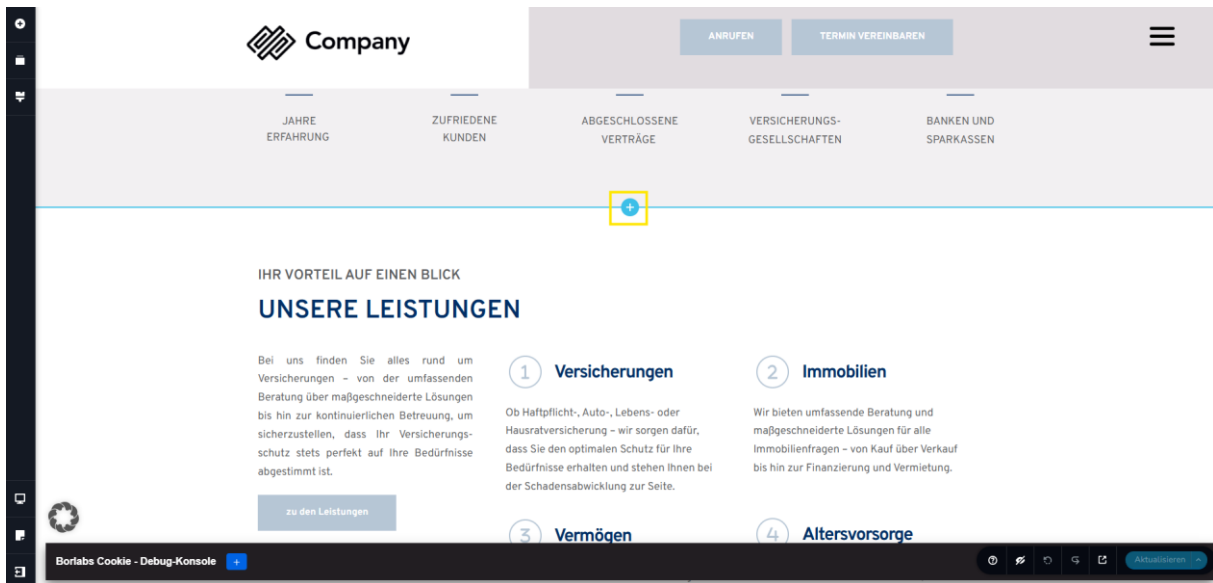 Company
ANRUFEN
TERMIN VEREINBAREN
JAHRE
ERFAHRUNG
ZUFRIEDENE
KUNDEN
ABGESCHLOSSENE
VERTRÄGE
VERSICHERUNGS-
GESELLSCHAFTEN
BANKEN UND
SPARKASSEN
IHR VORTEIL AUF EINEN BLICK
UNSERE LEISTUNGEN
Bei uns finden Sie alles rund um
Versicherungen – von der umfassenden
Beratung über maßgeschneiderte Lösungen
bis hin zur kontinuierlichen Betreuung, um
sicherzustellen, dass Ihr Versicherungs-
schutz stets perfekt auf Ihre Bedürfnisse
abgestimmt ist.
zu den Leistungen
1 Versicherungen
Ob Haftpflicht-, Auto-, Lebens- oder
Hausratversicherung – wir sorgen dafür,
dass Sie den optimalen Schutz für Ihre
Bedürfnisse erhalten und stehen Ihnen bei
der Schadensabwicklung zur Seite.
2 Immobilien
Wir bieten umfassende Beratung und
maßgeschneiderte Lösungen für alle
Immobilienfragen – von Kauf über Verkauf
bis hin zur Finanzierung und Vermietung.
3 Vermögen
4 Altersvorsorge
Borlabs Cookie - Debug-Konsole +
Aktualisieren